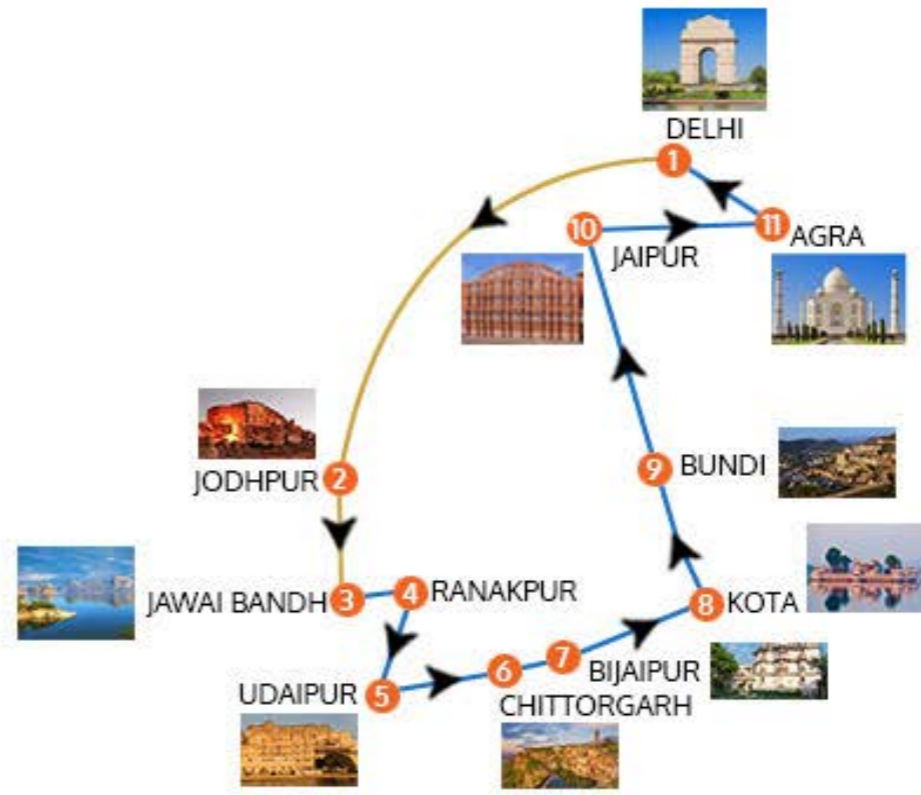 DELHI
1
10
11
AGRA
JAIPUR
JODHPUR
2
9
BUNDI
JAWAI BANDH
3
4
RANAKPUR
8
KOTA
UDAIPUR
5
6
7
BIJAIPUR
CHITTORGARH